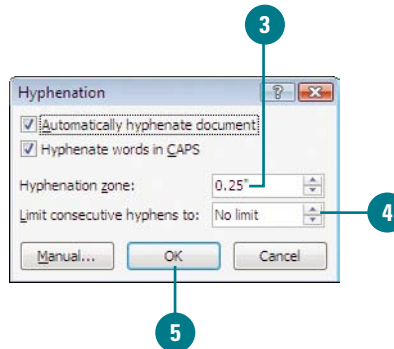 3
Hyphenation
Automatically hyphenate document
Hyphenate words in CAPS
Hyphenation zone: 0.25"
Limit consecutive hyphens to: No limit
4
Manual... OK Cancel
5